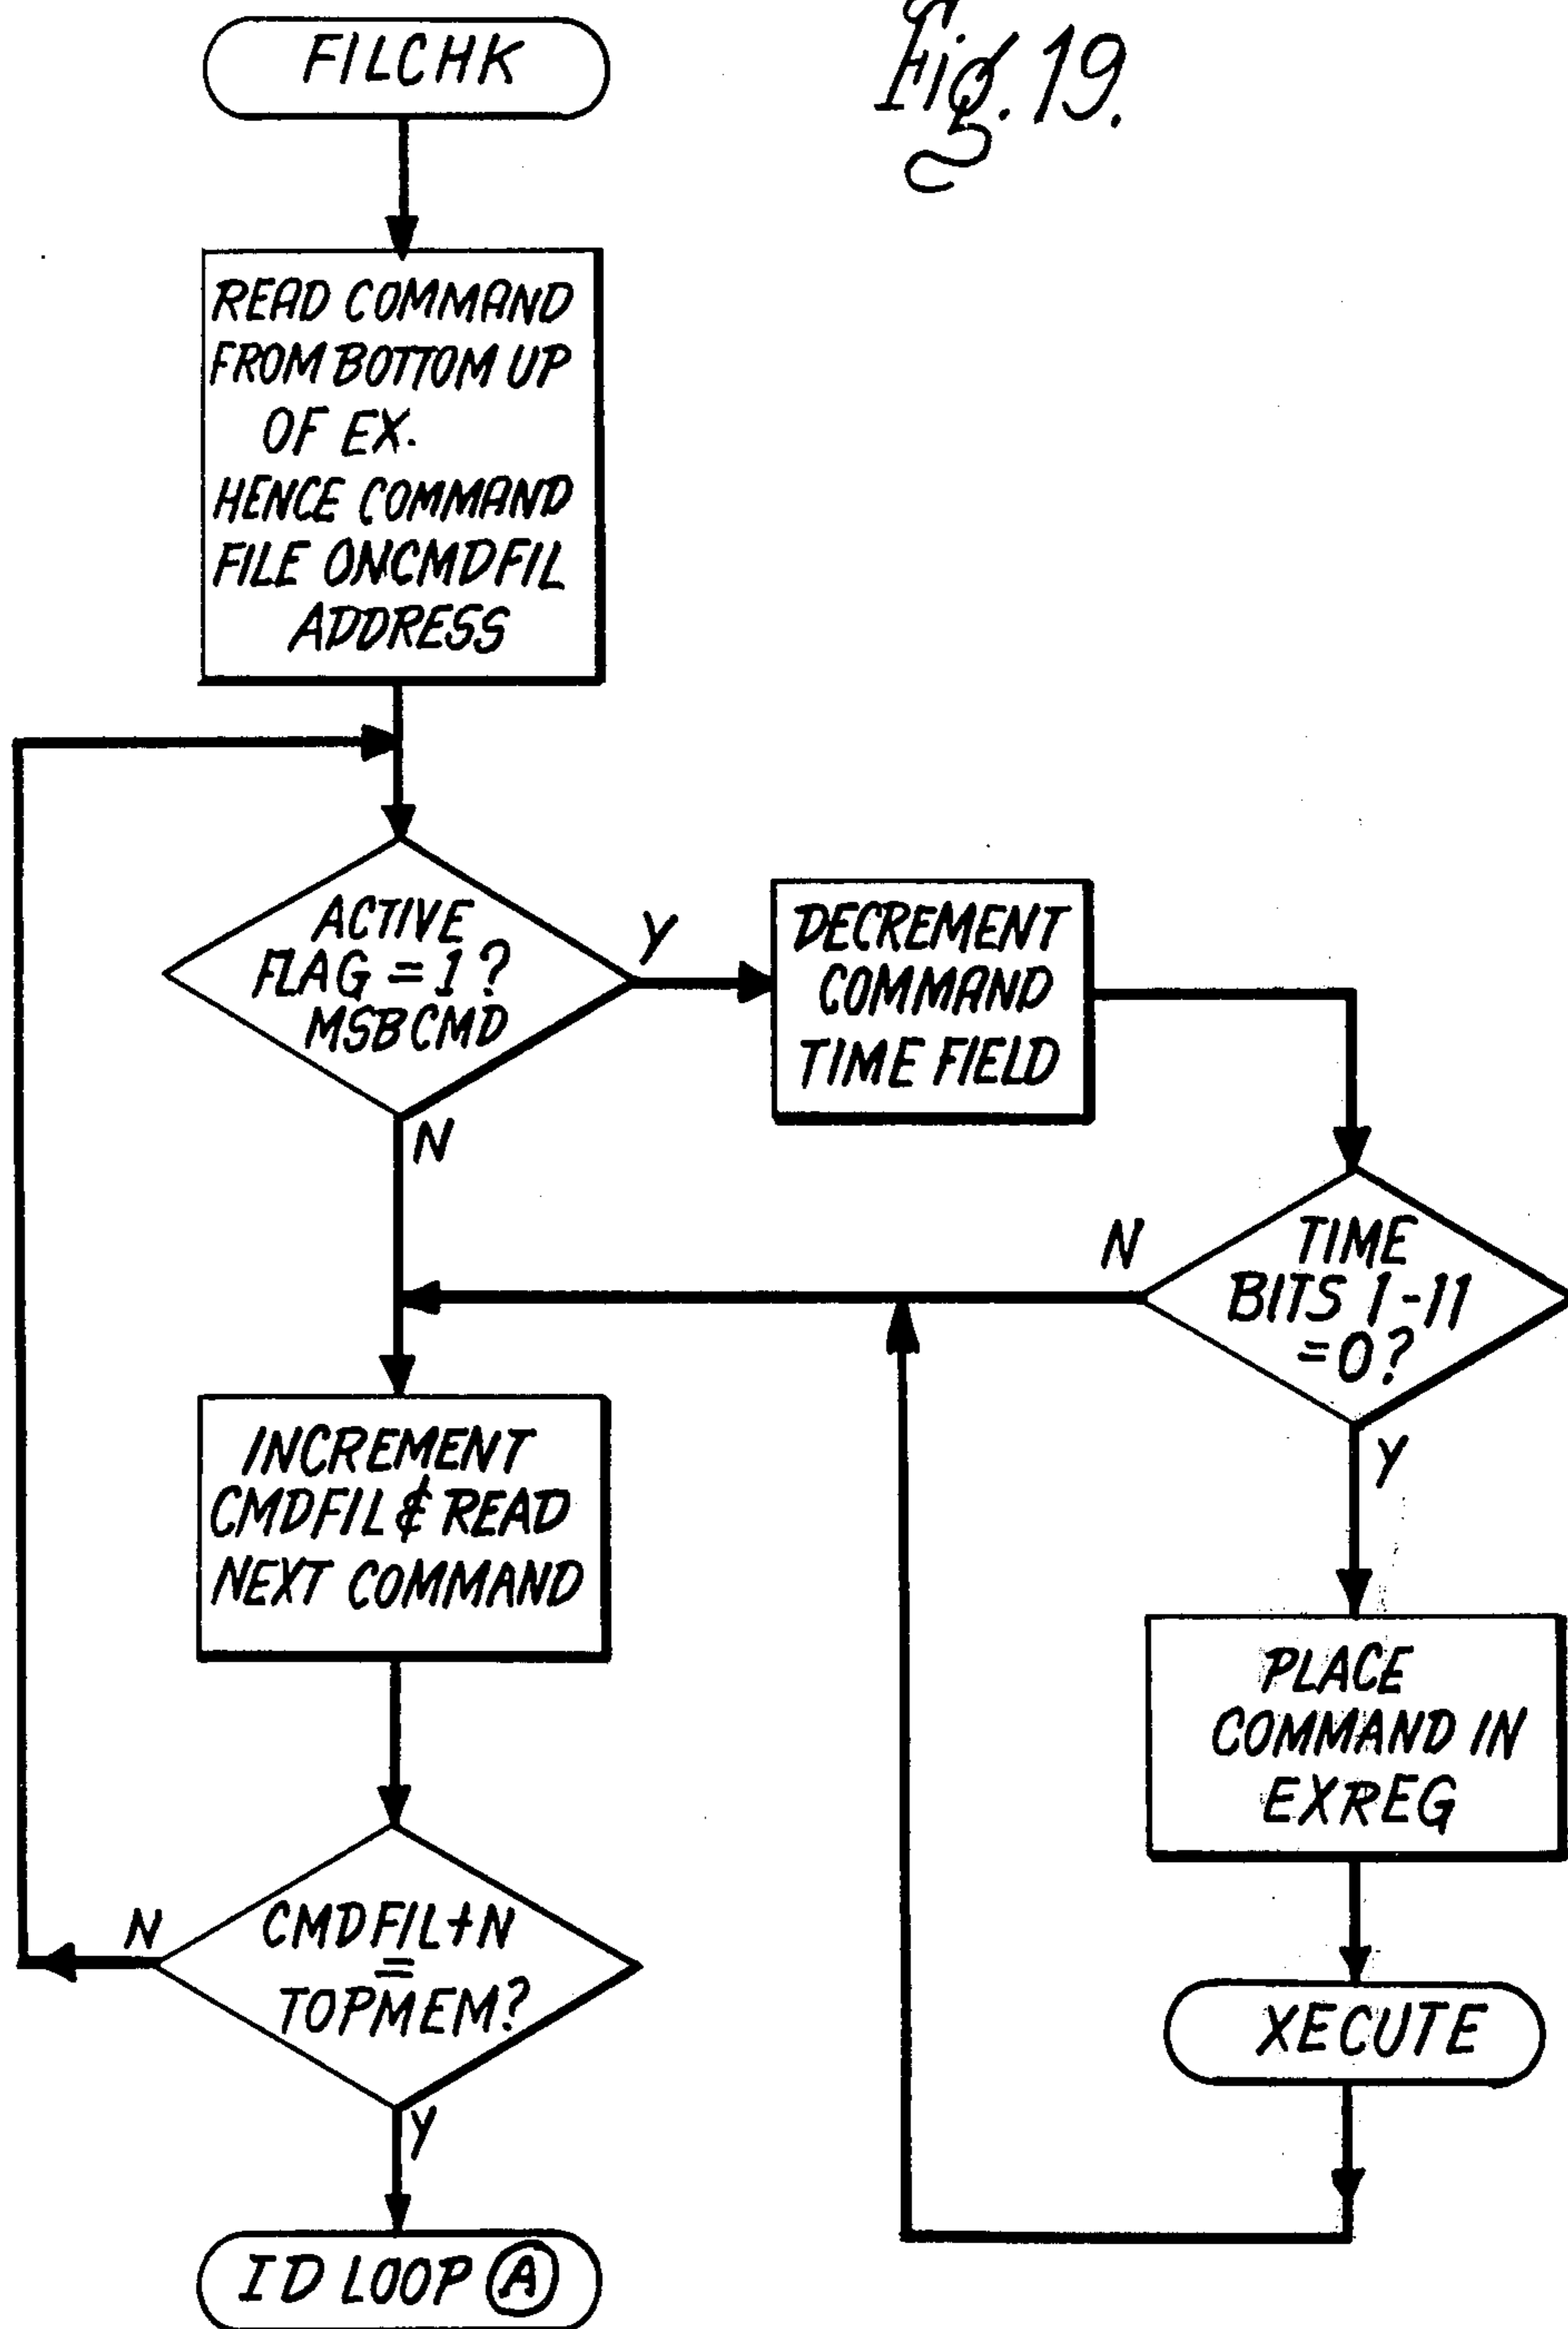 FILCHK
Fig. 19.
READ COMMAND
FROM BOTTOM UP
OF EX.
HENCE COMMAND
FILE ONCMDFIL
ADDRESS
ACTIVE
FLAG = 1 ?
MSBCMD
Y
N
DECREMENT
COMMAND
TIME FIELD
TIME
BITS 1-11
=0?
N
Y
INCREMENT
CMDFIL & READ
NEXT COMMAND
PLACE
COMMAND IN
EXREG
CMDFIL+N
=
TOPMEM?
N
Y
XECUTE
ID LOOP A